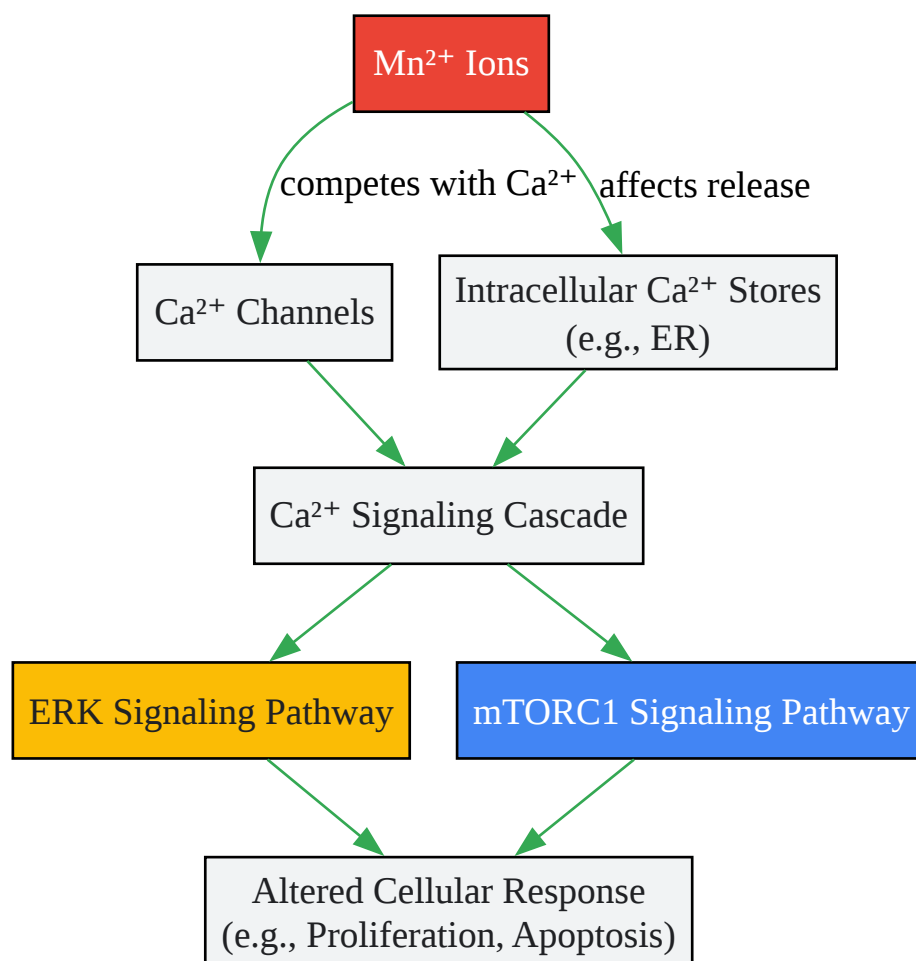 Mn²⁺ Ions
competes with Ca²⁺
affects release
Ca²⁺ Channels
Intracellular Ca²⁺ Stores
(e.g., ER)
Ca²⁺ Signaling Cascade
ERK Signaling Pathway
mTORC1 Signaling Pathway
Altered Cellular Response
(e.g., Proliferation, Apoptosis)